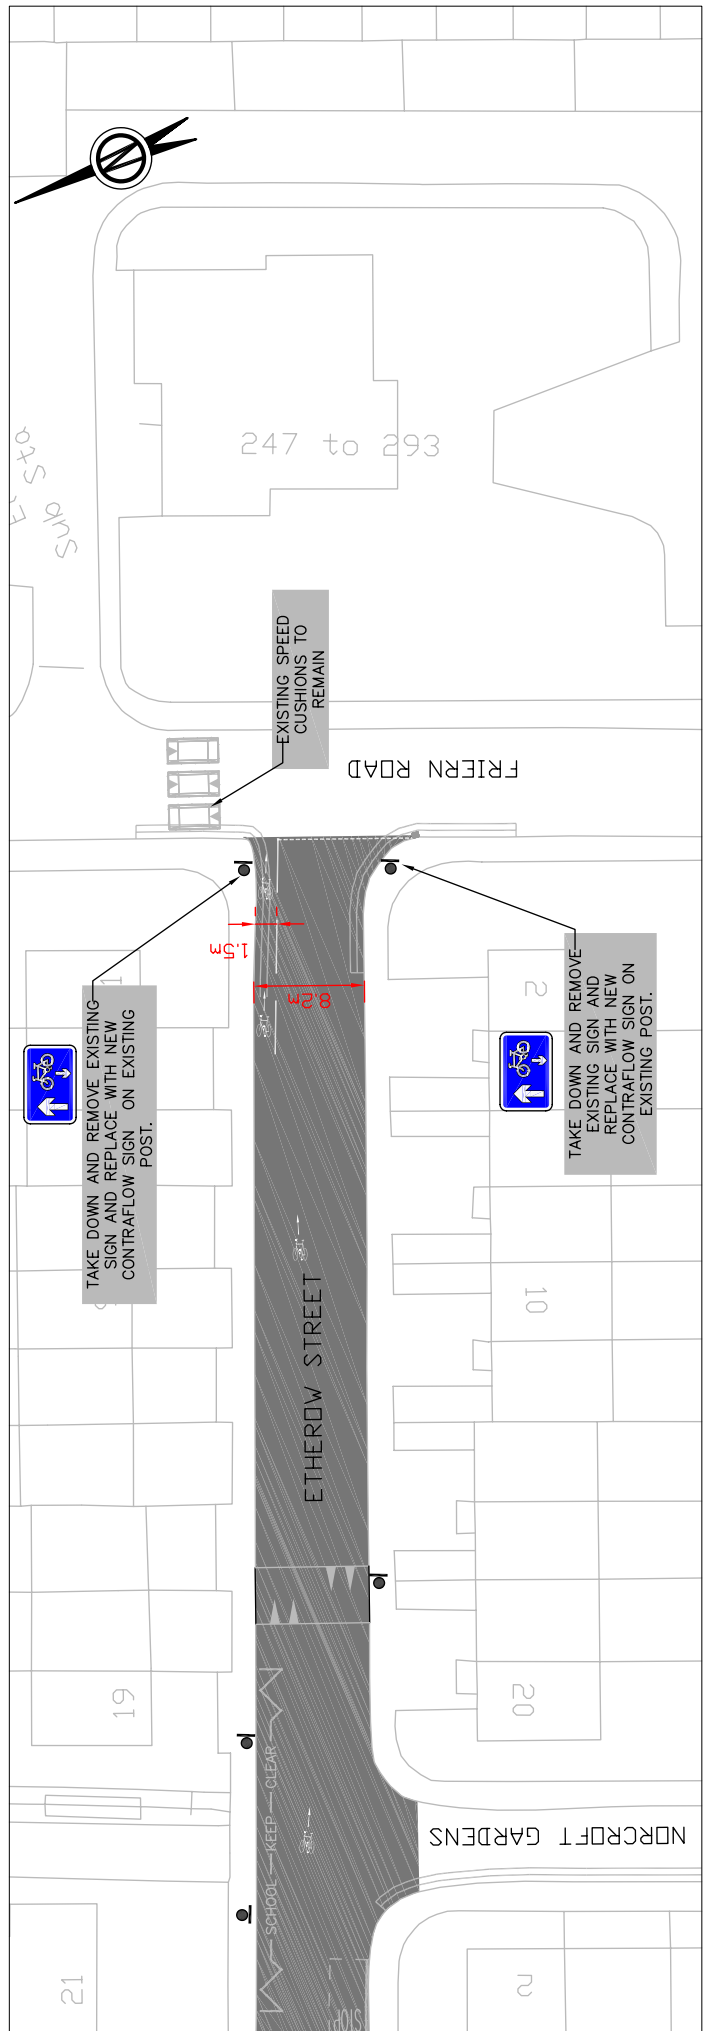 N
247 to 293
Sub Sta
EXISTING SPEED
CUSHIONS TO
REMAIN
FRIERN ROAD
1.5m
8.2m
1
2
TAKE DOWN AND REMOVE EXISTING
SIGN AND REPLACE WITH NEW
CONTRAFLOW SIGN ON EXISTING
POST.
TAKE DOWN AND REMOVE
EXISTING SIGN AND
REPLACE WITH NEW
CONTRAFLOW SIGN ON
EXISTING POST.
10
ETHEROW STREET
19
20
SCHOOL KEEP CLEAR
NORCROFT GARDENS
21
2
STOP